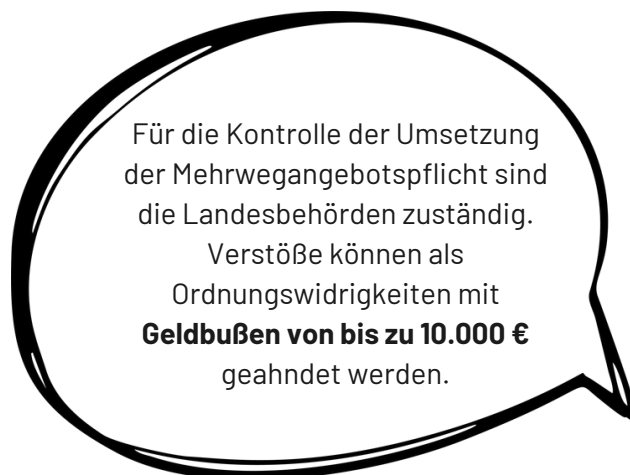 Für die Kontrolle der Umsetzung
der Mehrwegangebotspflicht sind
die Landesbehörden zuständig.
Verstöße können als
Ordnungswidrigkeiten mit
Geldbußen von bis zu 10.000 €
geahndet werden.